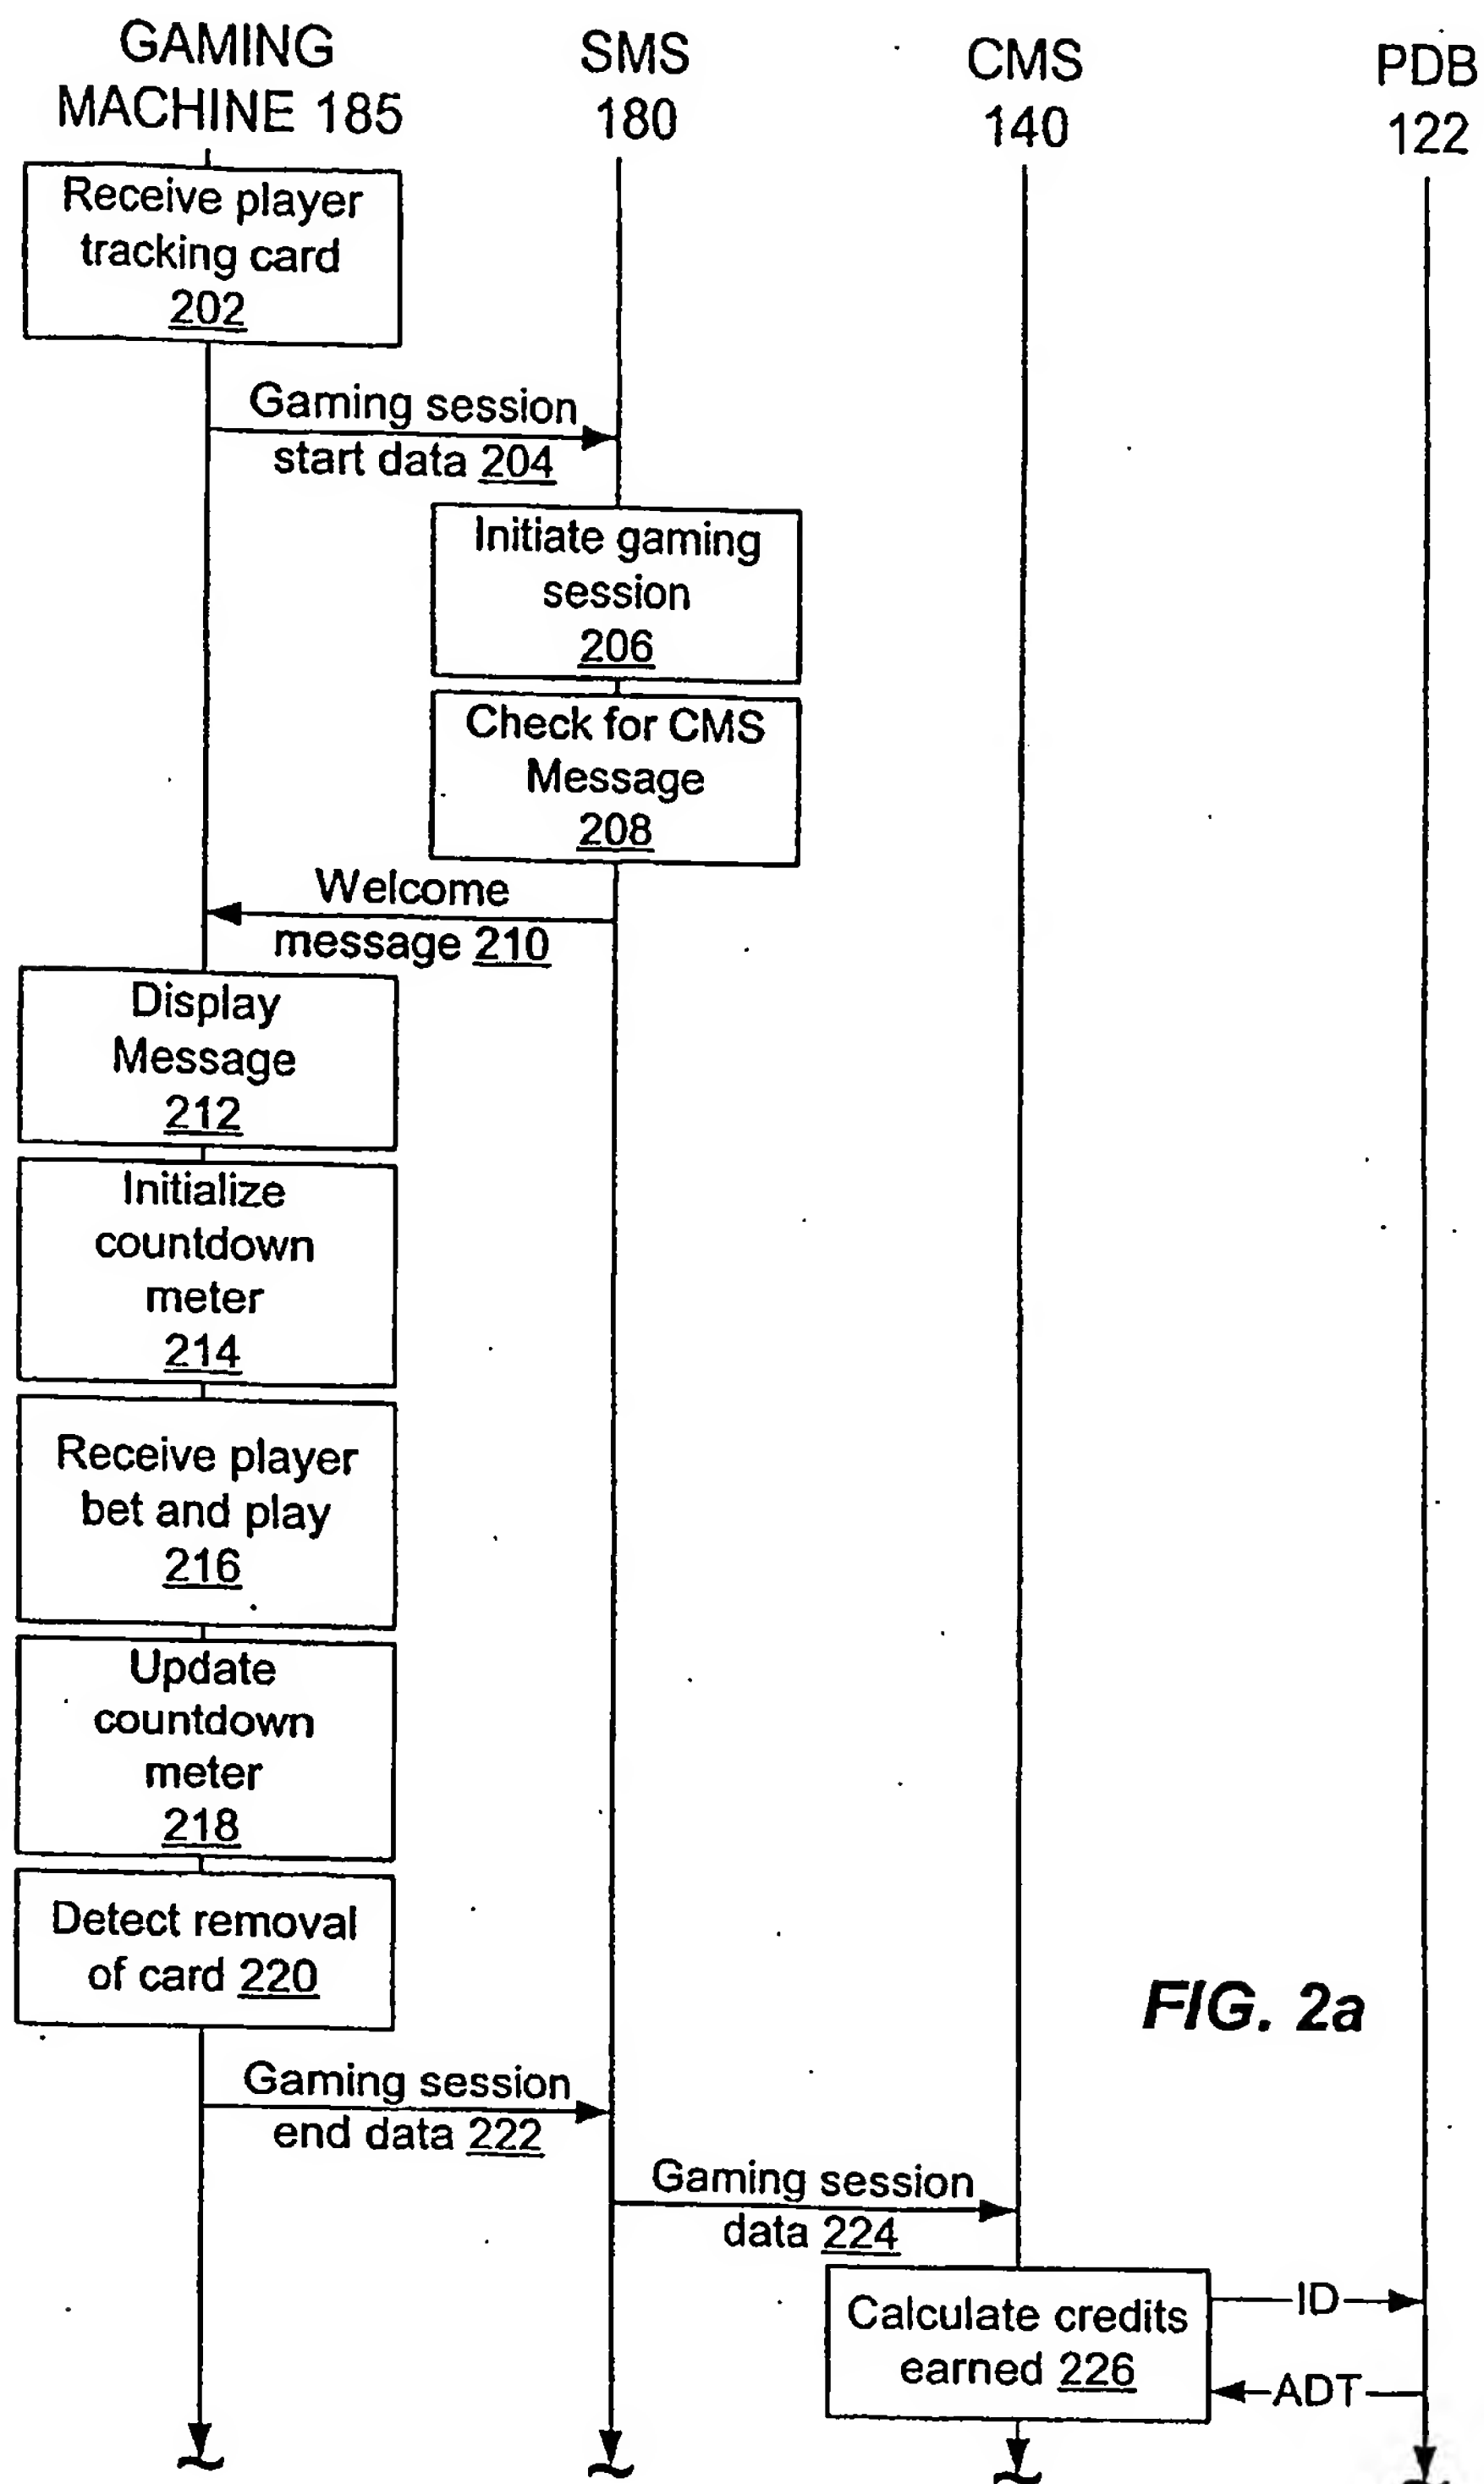 GAMING
MACHINE 185
SMS
180
CMS
140
PDB
122
Receive player
tracking card
202
Gaming session
start data 204
Initiate gaming
session
206
Check for CMS
Message
208
Welcome
message 210
Display
Message
212
Initialize
countdown
meter
214
Receive player
bet and play
216
Update
countdown
meter
218
Detect removal
of card 220
FIG. 2a
Gaming session
end data 222
Gaming session
data 224
Calculate credits
earned 226
ID
ADT